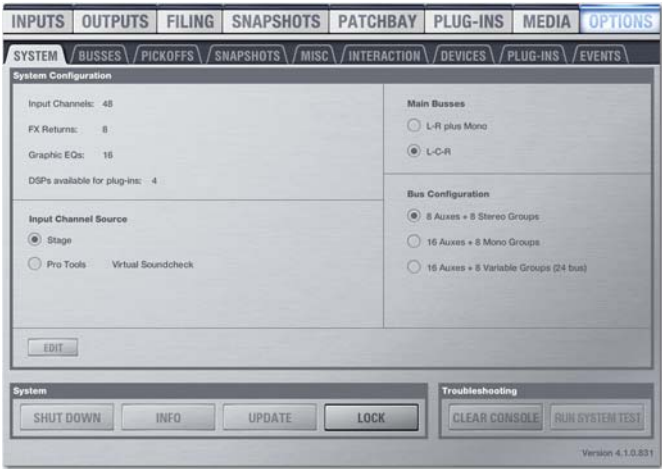 INPUTS OUTPUTS FILING SNAPSHOTS PATCHBAY PLUG-INS MEDIA OPTIONS
SYSTEM BUSSES PICKOFFS SNAPSHOTS MISC INTERACTION DEVICES PLUG-INS EVENTS
System Configuration
Input Channels: 48
FX Returns: 8
Graphic EQs: 16
DSPs available for plug-ins: 4
Input Channel Source
Stage
Pro Tools Virtual Soundcheck
Main Busses
L-R plus Mono
L-C-R
Bus Configuration
8 Auxes + 8 Stereo Groups
16 Auxes + 8 Mono Groups
16 Auxes + 8 Variable Groups (24 bus)
EDIT
System
SHUT DOWN INFO UPDATE LOCK
Troubleshooting
CLEAR CONSOLE RUN SYSTEM TEST
Version 4.1.0.831